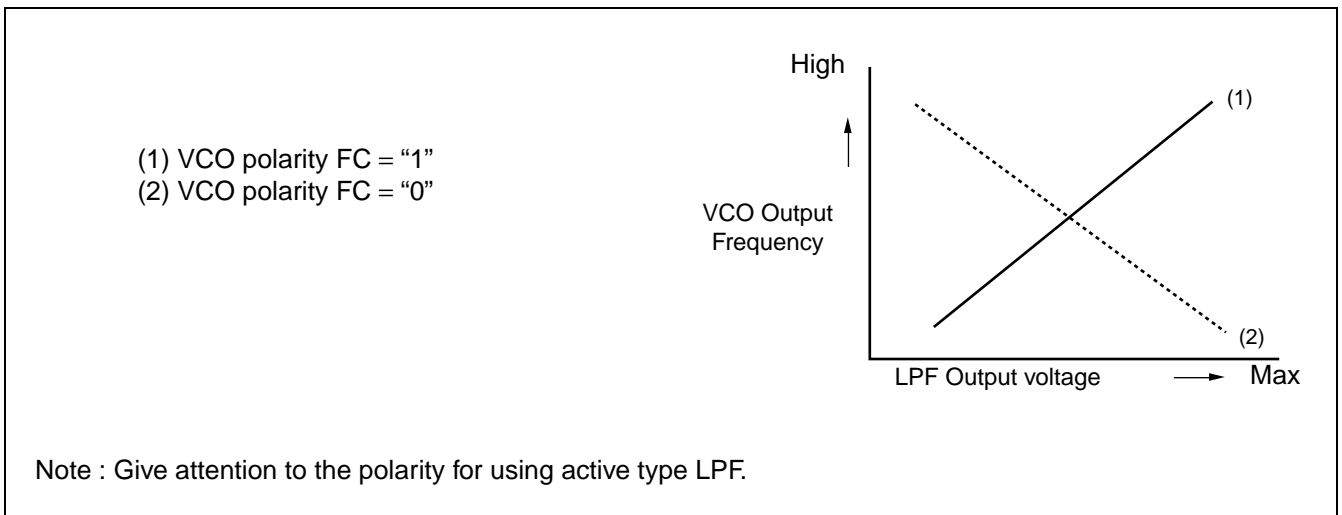 (1) VCO polarity FC = “1”
(2) VCO polarity FC = “0”
High
(1)
VCO Output
Frequency
(2)
LPF Output voltage
Max
Note : Give attention to the polarity for using active type LPF.